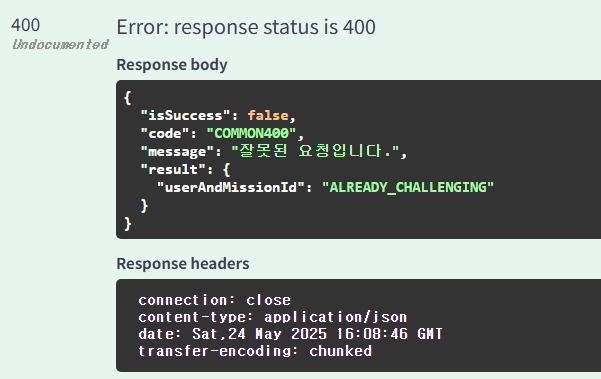 400 Error: response status is 400
Undocumented
Response body
{
"isSuccess": false,
"code": "COMMON400",
"message": "잘못된 요청입니다.",
"result": {
"userAndMissionId": "ALREADY_CHALLENGING"
}
}
Response headers
connection: close
content-type: application/json
date: Sat,24 May 2025 16:08:46 GMT
transfer-encoding: chunked